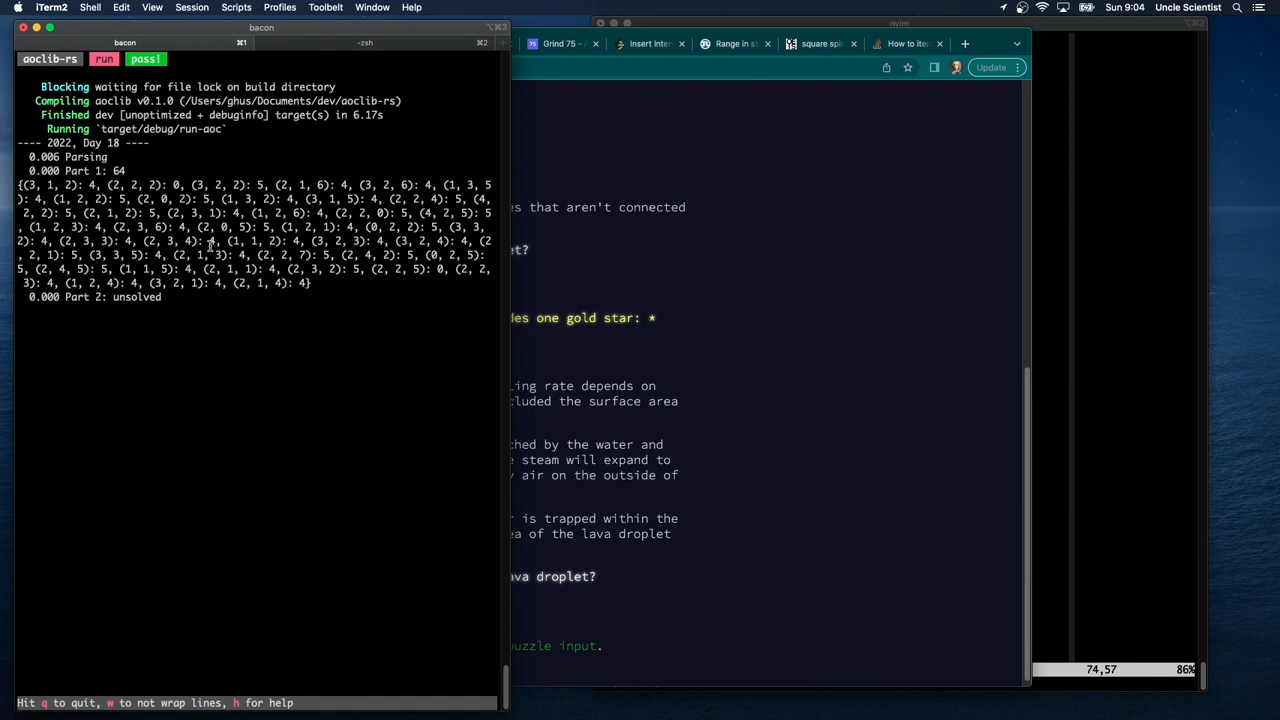 iTerm2 Shell Edit View Session Scripts Profiles Toolbelt Window Help Sun 9:04 Uncle Scientist
bacon ⌥⌘3
bacon ⌘1 -zsh ⌘2
aoclib-rs run pass!
Blocking waiting for file lock on build directory
Compiling aoclib v0.1.0 (/Users/ghus/Documents/dev/aoclib-rs)
Finished dev [unoptimized + debuginfo] target(s) in 6.17s
Running `target/debug/run-aoc`
---- 2022, Day 18 ----
0.006 Parsing
0.000 Part 1: 64
{(3, 1, 2): 4, (2, 2, 2): 0, (3, 2, 2): 5, (2, 1, 6): 4, (3, 2, 6): 4, (1, 3, 5
): 4, (1, 2, 2): 5, (2, 0, 2): 5, (1, 3, 2): 4, (3, 1, 5): 4, (2, 2, 4): 5, (4,
2, 2): 5, (2, 1, 2): 5, (2, 3, 1): 4, (1, 2, 6): 4, (2, 2, 0): 5, (4, 2, 5): 5
, (1, 2, 3): 4, (2, 3, 6): 4, (2, 0, 5): 5, (1, 2, 1): 4, (0, 2, 2): 5, (3, 3,
2): 4, (2, 3, 3): 4, (2, 3, 4): 4, (1, 1, 2): 4, (3, 2, 3): 4, (3, 2, 4): 4, (2
, 2, 1): 5, (3, 3, 5): 4, (2, 1, 3): 4, (2, 2, 7): 5, (2, 4, 2): 5, (0, 2, 5):
5, (2, 4, 5): 5, (1, 1, 5): 4, (2, 1, 1): 4, (2, 3, 2): 5, (2, 2, 5): 0, (2, 2,
3): 4, (1, 2, 4): 4, (3, 2, 1): 4, (2, 1, 4): 4}
0.000 Part 2: unsolved
Hit q to quit, w to not wrap lines, h for help
nvim ⌥⌘2
75 Grind 75 - Insert Inter Range in st square spi How to iter
Update
es that aren't connected
et?
des one gold star: *
ling rate depends on
cluded the surface area
ched by the water and
e steam will expand to
y air on the outside of
r is trapped within the
ea of the lava droplet
ava droplet?
puzzle input.
74,57 86%